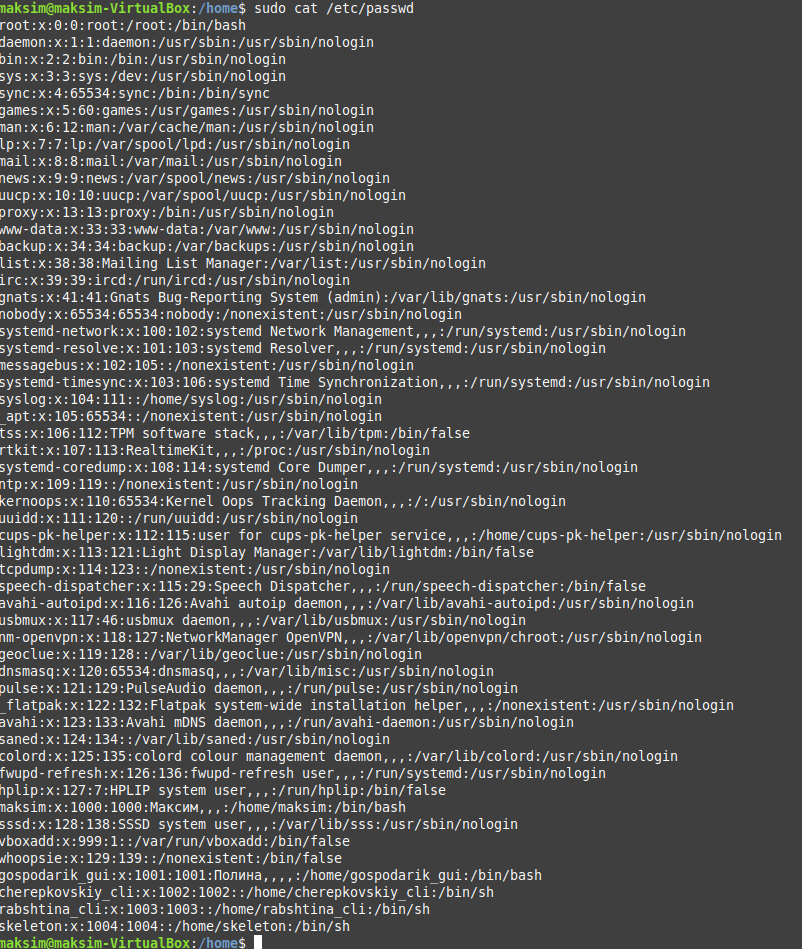 maksim@maksim-VirtualBox:/home$ sudo cat /etc/passwd
root:x:0:0:root:/root:/bin/bash
daemon:x:1:1:daemon:/usr/sbin:/usr/sbin/nologin
bin:x:2:2:bin:/bin:/usr/sbin/nologin
sys:x:3:3:sys:/dev:/usr/sbin/nologin
sync:x:4:65534:sync:/bin:/bin/sync
games:x:5:60:games:/usr/games:/usr/sbin/nologin
man:x:6:12:man:/var/cache/man:/usr/sbin/nologin
lp:x:7:7:lp:/var/spool/lpd:/usr/sbin/nologin
mail:x:8:8:mail:/var/mail:/usr/sbin/nologin
news:x:9:9:news:/var/spool/news:/usr/sbin/nologin
uucp:x:10:10:uucp:/var/spool/uucp:/usr/sbin/nologin
proxy:x:13:13:proxy:/bin:/usr/sbin/nologin
www-data:x:33:33:www-data:/var/www:/usr/sbin/nologin
backup:x:34:34:backup:/var/backups:/usr/sbin/nologin
list:x:38:38:Mailing List Manager:/var/list:/usr/sbin/nologin
irc:x:39:39:ircd:/run/ircd:/usr/sbin/nologin
gnats:x:41:41:Gnats Bug-Reporting System (admin):/var/lib/gnats:/usr/sbin/nologin
nobody:x:65534:65534:nobody:/nonexistent:/usr/sbin/nologin
systemd-network:x:100:102:systemd Network Management,,,:/run/systemd:/usr/sbin/nologin
systemd-resolve:x:101:103:systemd Resolver,,,:/run/systemd:/usr/sbin/nologin
messagebus:x:102:105::/nonexistent:/usr/sbin/nologin
systemd-timesync:x:103:106:systemd Time Synchronization,,,:/run/systemd:/usr/sbin/nologin
syslog:x:104:111::/home/syslog:/usr/sbin/nologin
_apt:x:105:65534::/nonexistent:/usr/sbin/nologin
tss:x:106:112:TPM software stack,,,:/var/lib/tpm:/bin/false
rtkit:x:107:113:RealtimeKit,,,:/proc:/usr/sbin/nologin
systemd-coredump:x:108:114:systemd Core Dumper,,,:/run/systemd:/usr/sbin/nologin
ntp:x:109:119::/nonexistent:/usr/sbin/nologin
kernoops:x:110:65534:Kernel Oops Tracking Daemon,,,:/:/usr/sbin/nologin
uuidd:x:111:120::/run/uuidd:/usr/sbin/nologin
cups-pk-helper:x:112:115:user for cups-pk-helper service,,,:/home/cups-pk-helper:/usr/sbin/nologin
lightdm:x:113:121:Light Display Manager:/var/lib/lightdm:/bin/false
tcpdump:x:114:123::/nonexistent:/usr/sbin/nologin
speech-dispatcher:x:115:29:Speech Dispatcher,,,:/run/speech-dispatcher:/bin/false
avahi-autoipd:x:116:126:Avahi autoip daemon,,,:/var/lib/avahi-autoipd:/usr/sbin/nologin
usbmux:x:117:46:usbmux daemon,,,:/var/lib/usbmux:/usr/sbin/nologin
nm-openvpn:x:118:127:NetworkManager OpenVPN,,,:/var/lib/openvpn/chroot:/usr/sbin/nologin
geoclue:x:119:128::/var/lib/geoclue:/usr/sbin/nologin
dnsmasq:x:120:65534:dnsmasq,,,:/var/lib/misc:/usr/sbin/nologin
pulse:x:121:129:PulseAudio daemon,,,:/run/pulse:/usr/sbin/nologin
_flatpak:x:122:132:Flatpak system-wide installation helper,,,:/nonexistent:/usr/sbin/nologin
avahi:x:123:133:Avahi mDNS daemon,,,:/run/avahi-daemon:/usr/sbin/nologin
saned:x:124:134::/var/lib/saned:/usr/sbin/nologin
colord:x:125:135:colord colour management daemon,,,:/var/lib/colord:/usr/sbin/nologin
fwupd-refresh:x:126:136:fwupd-refresh user,,,:/run/systemd:/usr/sbin/nologin
hplip:x:127:7:HPLIP system user,,,:/run/hplip:/bin/false
maksim:x:1000:1000:Максим,,,:/home/maksim:/bin/bash
sssd:x:128:138:SSSD system user,,,:/var/lib/sss:/usr/sbin/nologin
vboxadd:x:999:1::/var/run/vboxadd:/bin/false
whoopsie:x:129:139::/nonexistent:/bin/false
gospodarik_gui:x:1001:1001:Полина,,,,:/home/gospodarik_gui:/bin/bash
cherepkovskiy_cli:x:1002:1002::/home/cherepkovskiy_cli:/bin/sh
rabshtina_cli:x:1003:1003::/home/rabshtina_cli:/bin/sh
skeleton:x:1004:1004::/home/skeleton:/bin/sh
maksim@maksim-VirtualBox:/home$